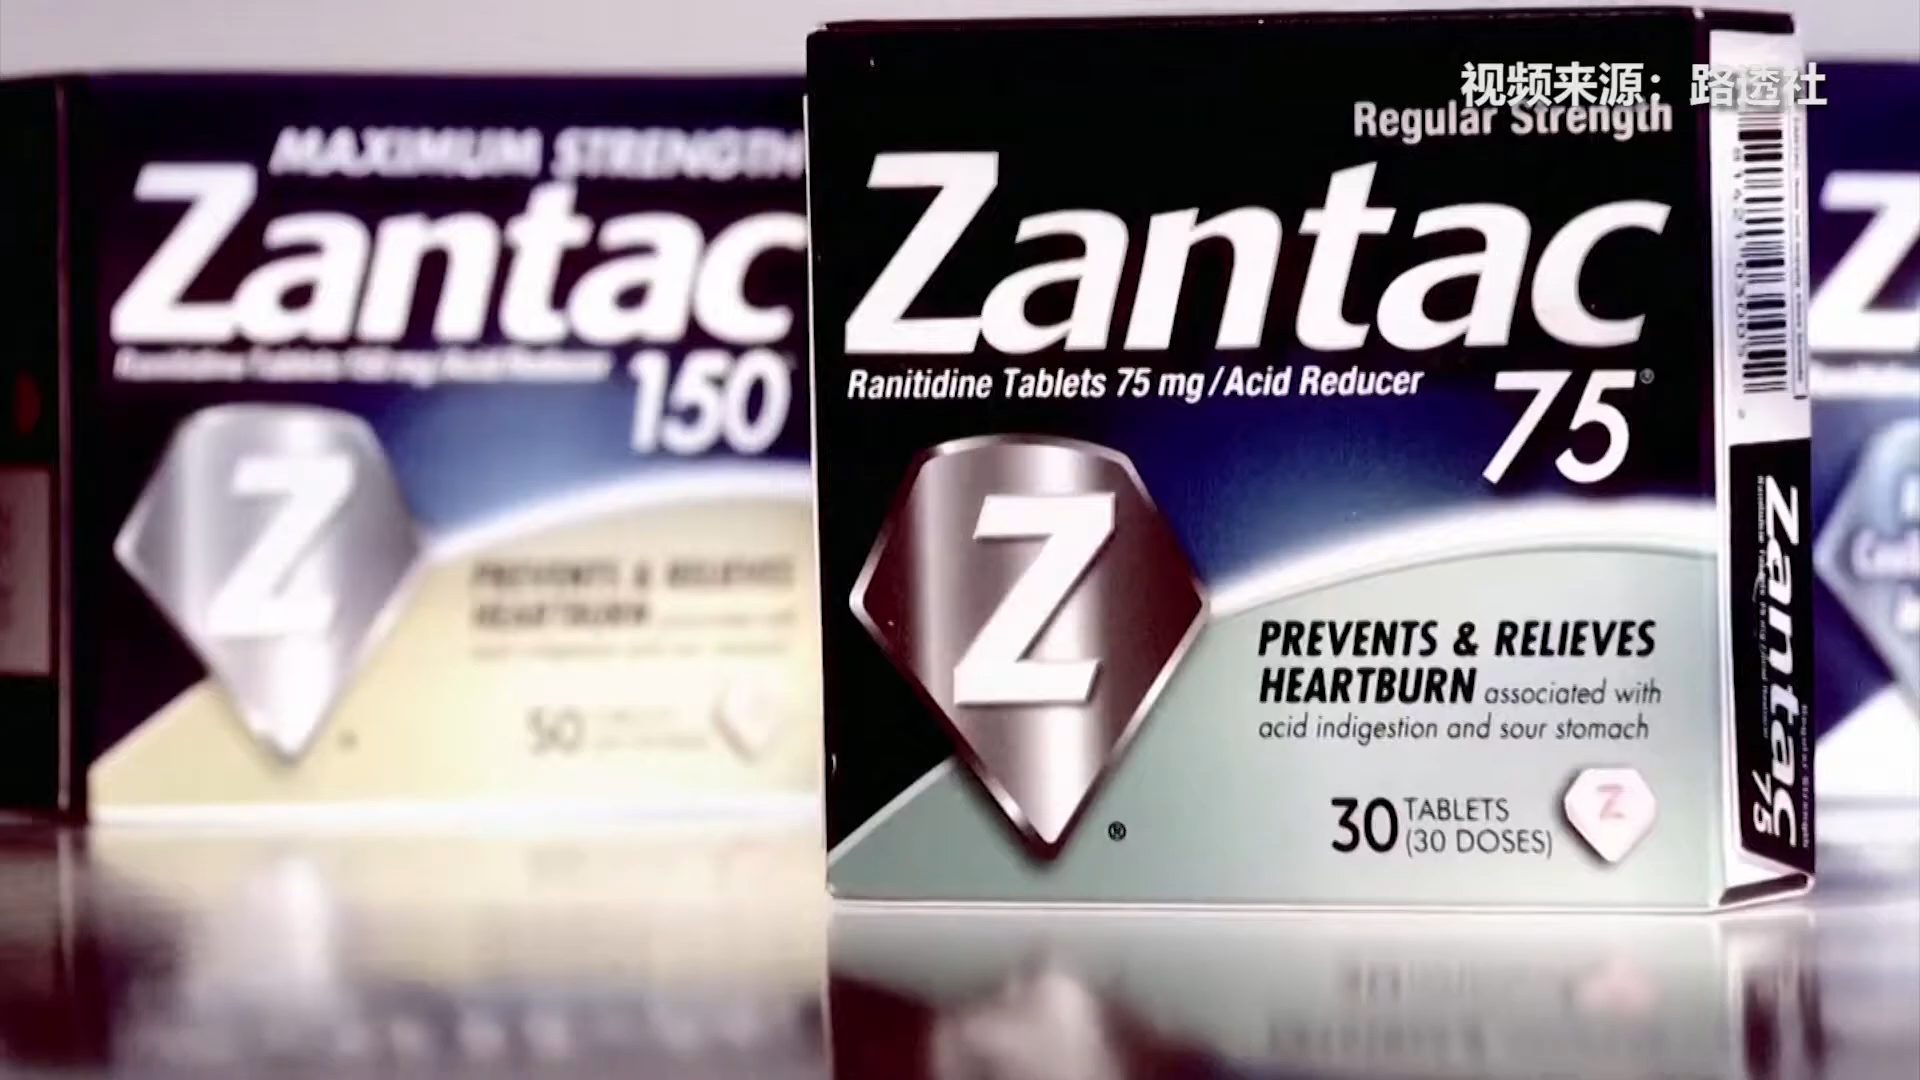 视频来源：路透社
MAXIMUM STRENGTH
Zantac
150
Z
PREVENTS & RELIEVES
HEARTBURN
50
Regular Strength
Zantac
Ranitidine Tablets 75 mg/Acid Reducer
75®
Z
®
PREVENTS & RELIEVES
HEARTBURN associated with
acid indigestion and sour stomach
30 TABLETS
(30 DOSES)
Z
Zantac 75
Z